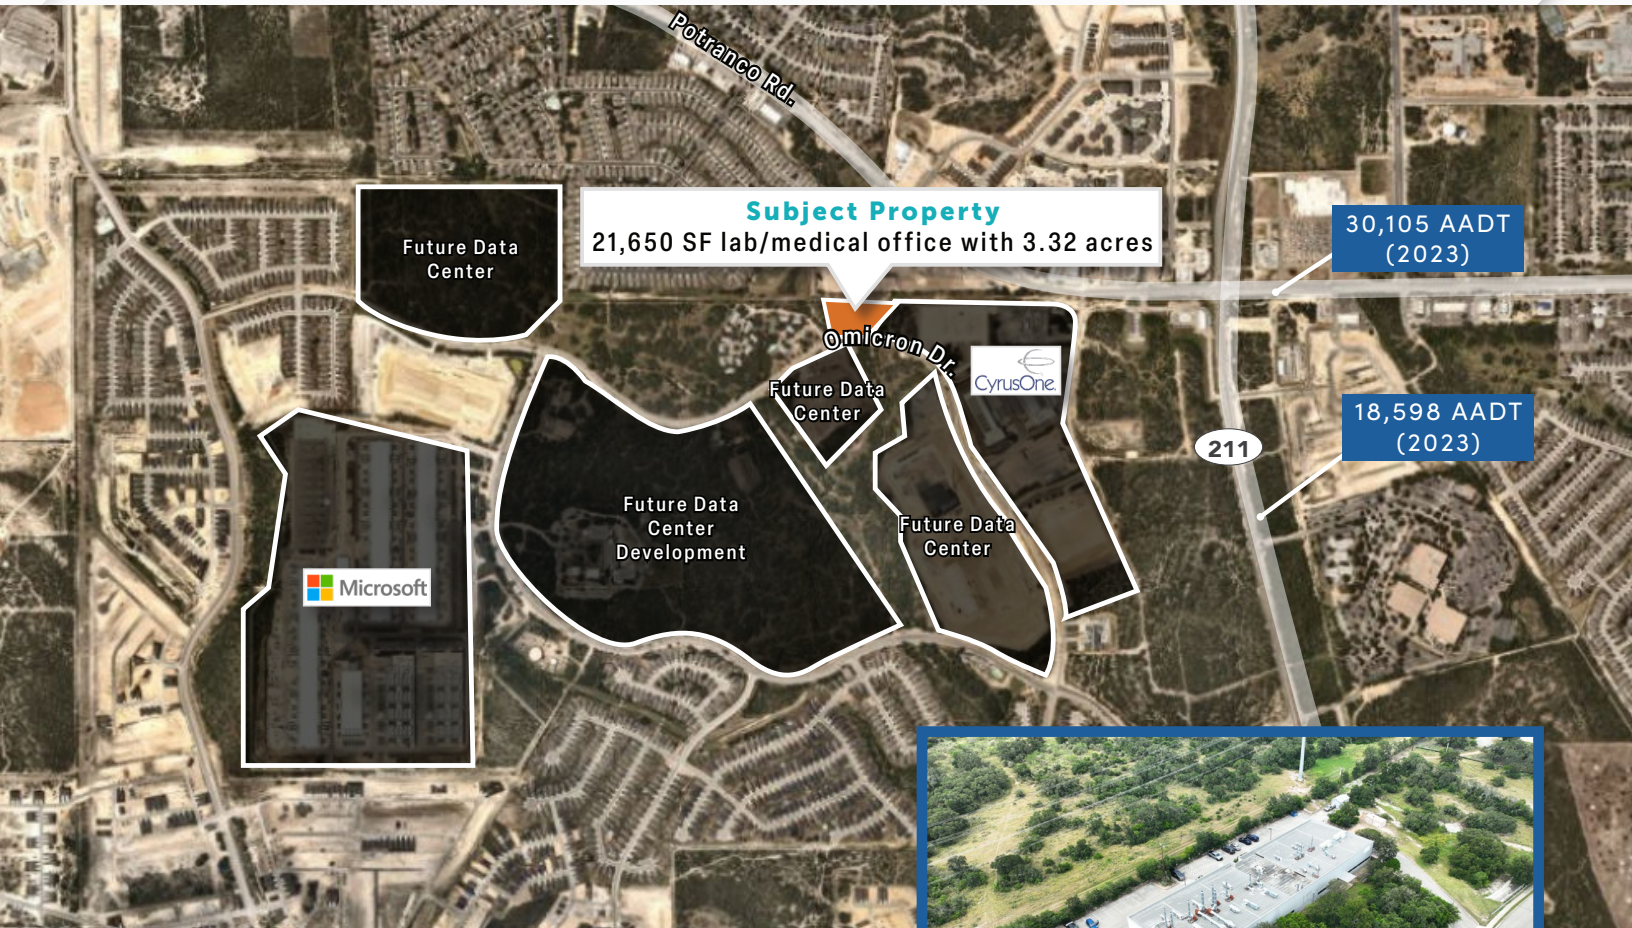 Potranco Rd.
Subject Property
21,650 SF lab/medical office with 3.32 acres
30,105 AADT
(2023)
Future Data
Center
Omicron Dr.
CyrusOne.
Future Data
Center
18,598 AADT
(2023)
211
Future Data
Center
Development
Future Data
Center
Microsoft